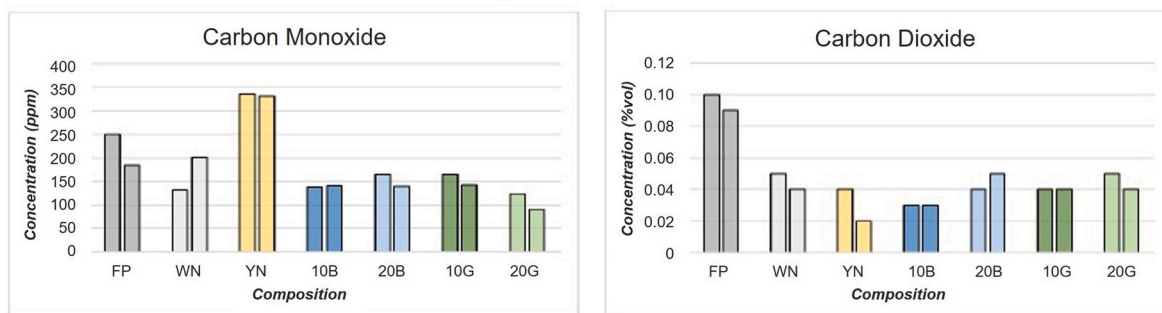 Carbon Monoxide
Concentration (ppm)
400
350
300
250
200
150
100
50
0
FP WN YN 10B 20B 10G 20G
Composition
Carbon Dioxide
Concentration (%vol)
0.12
0.10
0.08
0.06
0.04
0.02
0
FP WN YN 10B 20B 10G 20G
Composition